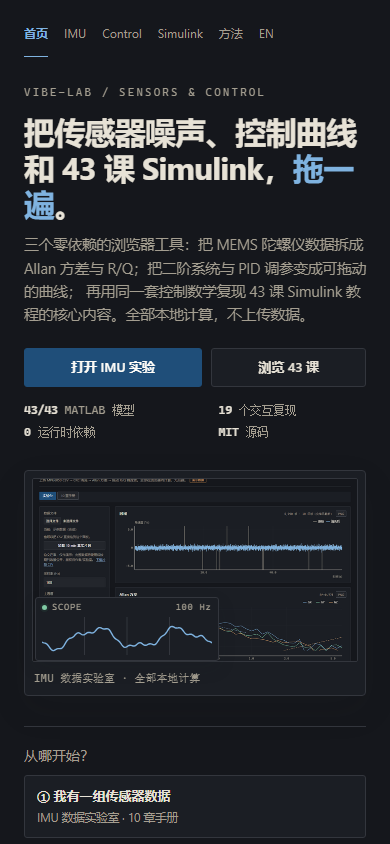 首页 IMU Control Simulink 方法 EN
VIBE-LAB / SENSORS & CONTROL
把传感器噪声、控制曲线
和 43 课 Simulink，拖一
遍。
三个零依赖的浏览器工具：把 MEMS 陀螺仪数据拆成
Allan 方差与 R/Q；把二阶系统与 PID 调参变成可拖动
的曲线； 再用同一套控制数学复现 43 课 Simulink 教
程的核心内容。全部本地计算，不上传数据。
打开 IMU 实验 浏览 43 课
43/43 MATLAB 模型 19 个交互复现
0 运行时依赖 MIT 源码
SCOPE 100 Hz
IMU 数据实验室 · 全部本地计算
从哪开始？
① 我有一组传感器数据
IMU 数据实验室 · 10 章手册